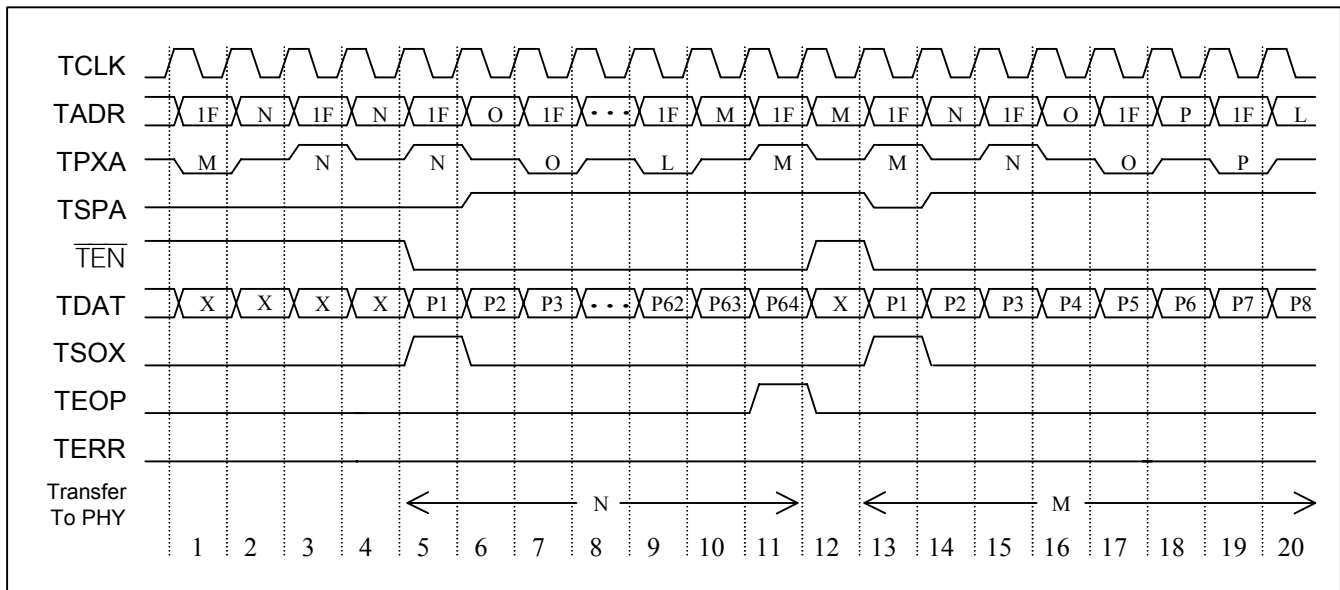 TCLK
TADR 1F N 1F N 1F O 1F ··· 1F M 1F M 1F N 1F O 1F P 1F L
TPXA M N N O L M M N O P
TSPA
TEN
TDAT X X X X P1 P2 P3 ··· P62 P63 P64 X P1 P2 P3 P4 P5 P6 P7 P8
TSOX
TEOP
TERR
Transfer
To PHY N M
1 2 3 4 5 6 7 8 9 10 11 12 13 14 15 16 17 18 19 20